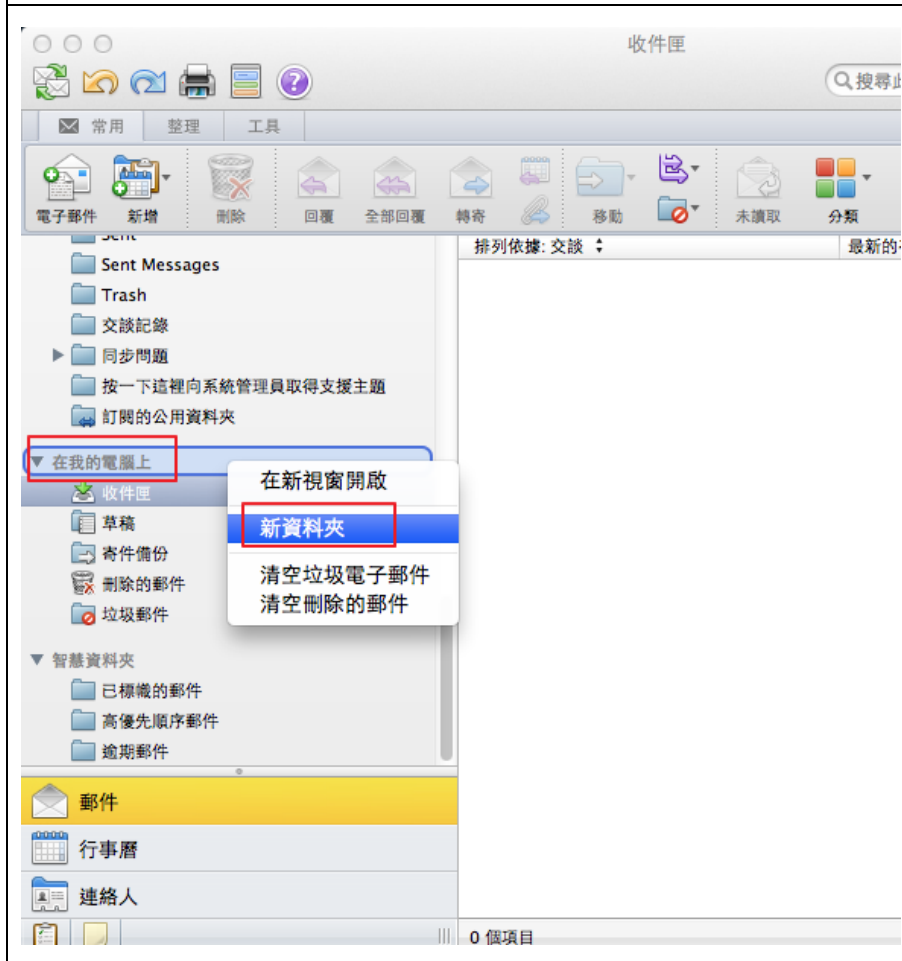 收件匣
搜尋此
常用 整理 工具
電子郵件 新增 刪除 回覆 全部回覆 轉寄 移動 未讀取 分類
Sent
排列依據: 交談 最新的
Sent Messages
Trash
交談記錄
同步問題
按一下這裡向系統管理員取得支援主題
訂閱的公用資料夾
在我的電腦上
收件匣
草稿
寄件備份
刪除的郵件
垃圾郵件
在新視窗開啟
新資料夾
清空垃圾電子郵件
清空刪除的郵件
智慧資料夾
已標幟的郵件
高優先順序郵件
逾期郵件
郵件
行事曆
連絡人
0 個項目